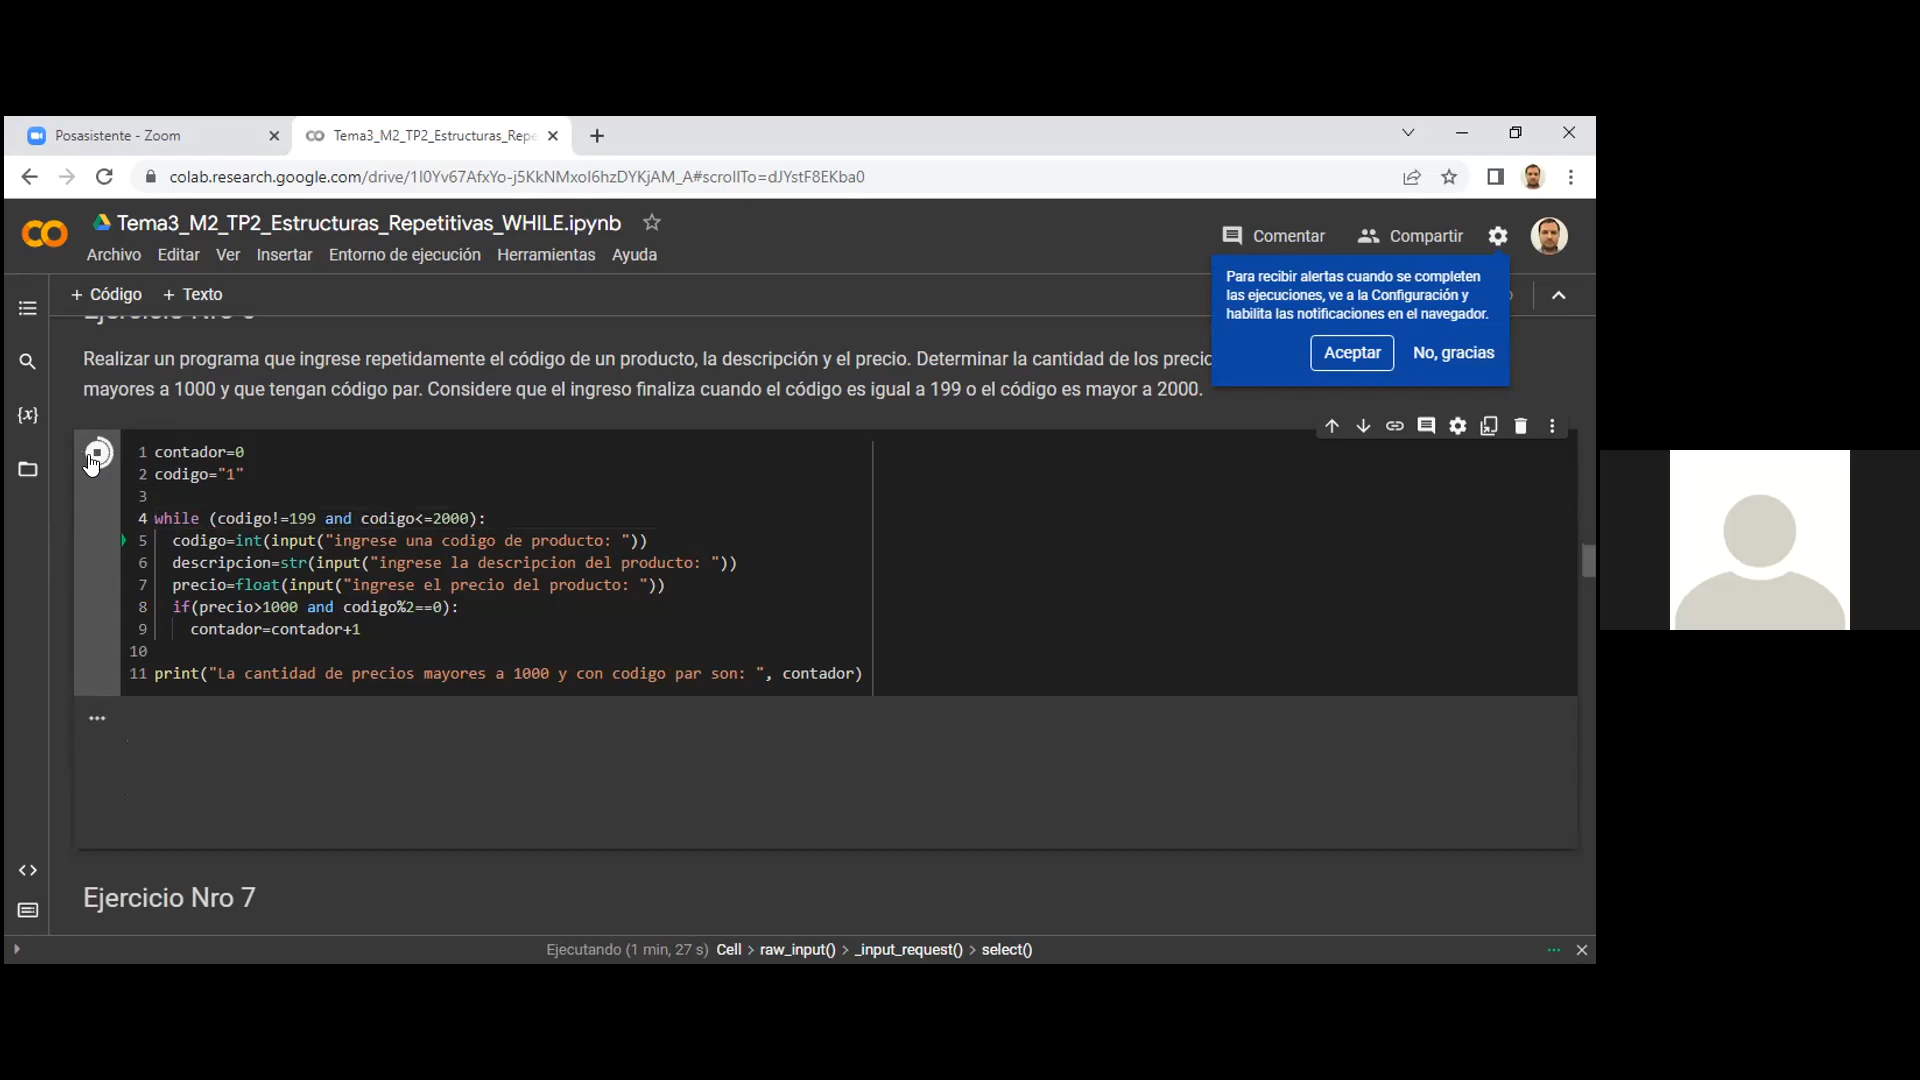 Posasistente - Zoom
Tema3_M2_TP2_Estructuras_Repe
colab.research.google.com/drive/1I0Yv67AfxYo-j5KkNMxoI6hzDYKjAM_A#scrollTo=dJYstF8EKba0
Tema3_M2_TP2_Estructuras_Repetitivas_WHILE.ipynb
Comentar
Compartir
Archivo Editar Ver Insertar Entorno de ejecución Herramientas Ayuda
+ Código + Texto
Para recibir alertas cuando se completen
las ejecuciones, ve a la Configuración y
habilita las notificaciones en el navegador.
Aceptar No, gracias
Realizar un programa que ingrese repetidamente el código de un producto, la descripción y el precio. Determinar la cantidad de los precio
mayores a 1000 y que tengan código par. Considere que el ingreso finaliza cuando el código es igual a 199 o el código es mayor a 2000.
1 contador=0
2 codigo="1"
3
4 while (codigo!=199 and codigo<=2000):
5 codigo=int(input("ingrese una codigo de producto: "))
6 descripcion=str(input("ingrese la descripcion del producto: "))
7 precio=float(input("ingrese el precio del producto: "))
8 if(precio>1000 and codigo%2==0):
9 contador=contador+1
10
11 print("La cantidad de precios mayores a 1000 y con codigo par son: ", contador)
Ejercicio Nro 7
Ejecutando (1 min, 27 s) Cell > raw_input() > _input_request() > select()